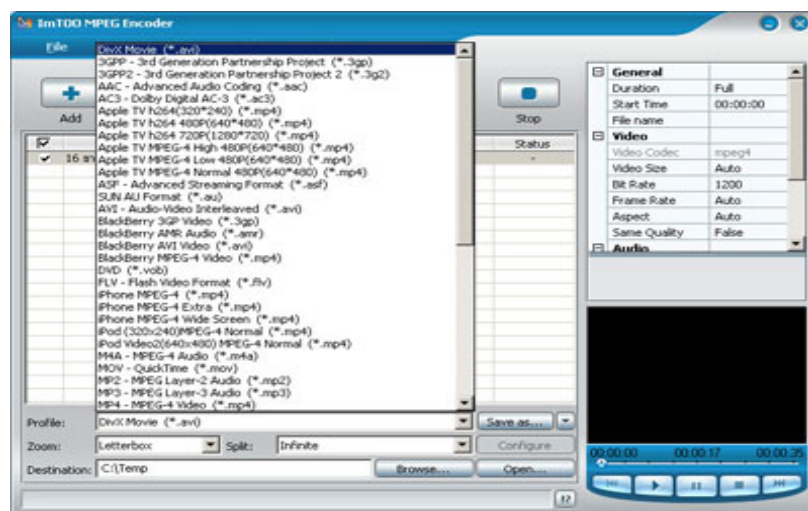 ImTOO MPEG Encoder
File
Add
Stop
Status
16 m
DivX Movie (*.avi)
3GPP - 3rd Generation Partnership Project (*.3gp)
3GPP2 - 3rd Generation Partnership Project 2 (*.3g2)
AAC - Advanced Audio Coding (*.aac)
AC3 - Dolby Digital AC-3 (*.ac3)
Apple TV h264(320*240) (*.mp4)
Apple TV h264 480P(640*480) (*.mp4)
Apple TV h264 720P(1280*720) (*.mp4)
Apple TV MPEG-4 High 480P(640*480) (*.mp4)
Apple TV MPEG-4 Low 480P(640*480) (*.mp4)
Apple TV MPEG-4 Normal 480P(640*480) (*.mp4)
ASF - Advanced Streaming Format (*.asf)
SUN AU Format (*.au)
AVI - Audio-Video Interleaved (*.avi)
BlackBerry 3GP Video (*.3gp)
BlackBerry AMR Audio (*.amr)
BlackBerry AVI Video (*.avi)
BlackBerry MPEG-4 Video (*.mp4)
DVD (*.vob)
FLV - Flash Video Format (*.flv)
iPhone MPEG-4 (*.mp4)
iPhone MPEG-4 Extra (*.mp4)
iPhone MPEG-4 Wide Screen (*.mp4)
iPod (320x240)MPEG-4 Normal (*.mp4)
iPod Video2(640x480) MPEG-4 Normal (*.mp4)
M4A - MPEG-4 Audio (*.m4a)
MOV - QuickTime (*.mov)
MP2 - MPEG Layer-2 Audio (*.mp2)
MP3 - MPEG Layer-3 Audio (*.mp3)
MP4 - MPEG-4 Video (*.mp4)
Profile: DivX Movie (*.avi) Save as...
Zoom: Letterbox Split: Infinite Configure
Destination: C:\Temp Browse... Open...
General
Duration Full
Start Time 00:00:00
File name
Video
Video Codec mpeg4
Video Size Auto
Bit Rate 1200
Frame Rate Auto
Aspect Auto
Same Quality False
Audio
00:00:00 00:00:17 00:00:35
!?